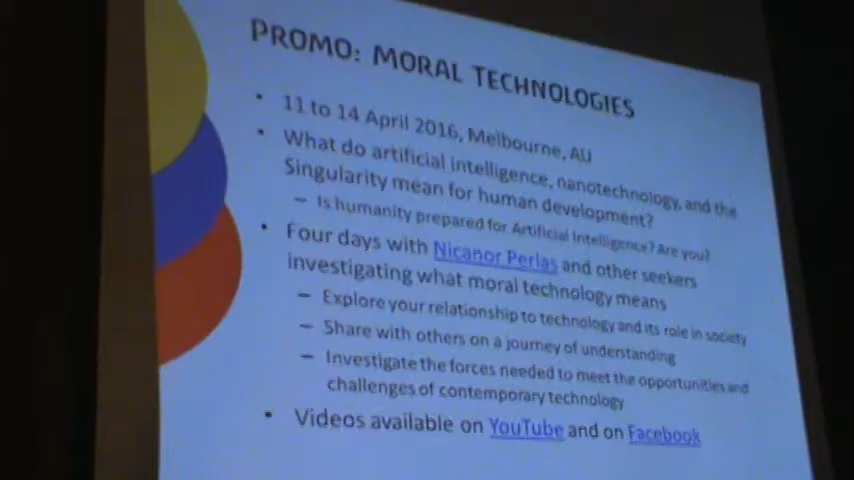 PROMO: MORAL TECHNOLOGIES
• 11 to 14 April 2016, Melbourne, AU
• What do artificial intelligence, nanotechnology, and the
Singularity mean for human development?
– Is humanity prepared for Artificial Intelligence? Are you?
• Four days with Nicanor Perlas and other seekers
investigating what moral technology means
– Explore your relationship to technology and its role in society
– Share with others on a journey of understanding
– Investigate the forces needed to meet the opportunities and
challenges of contemporary technology
• Videos available on YouTube and on Facebook